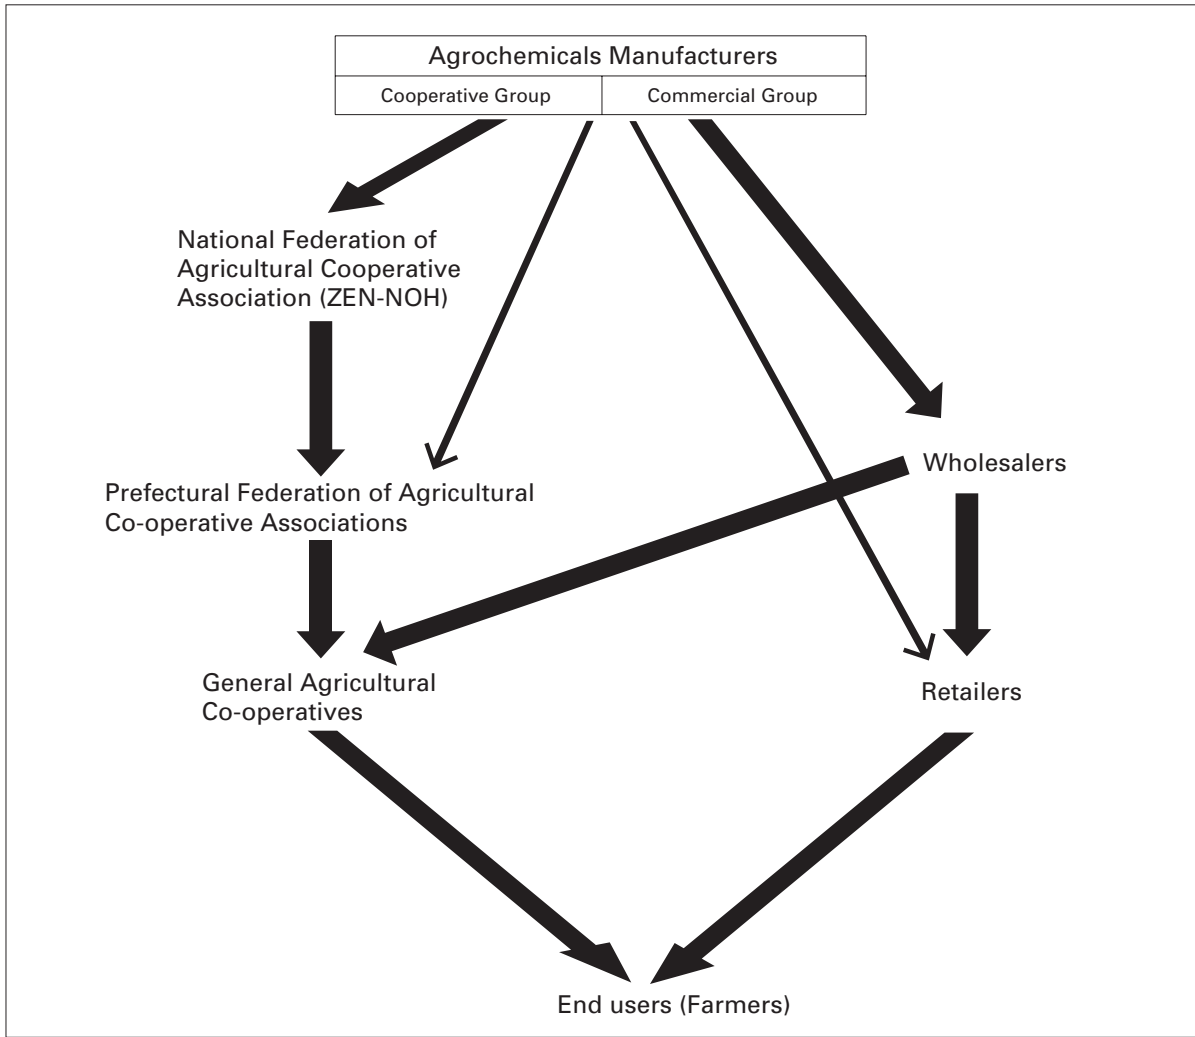 Agrochemicals Manufacturers
Cooperative Group
Commercial Group
National Federation of
Agricultural Cooperative
Association (ZEN-NOH)
Wholesalers
Prefectural Federation of Agricultural
Co-operative Associations
General Agricultural
Co-operatives
Retailers
End users (Farmers)